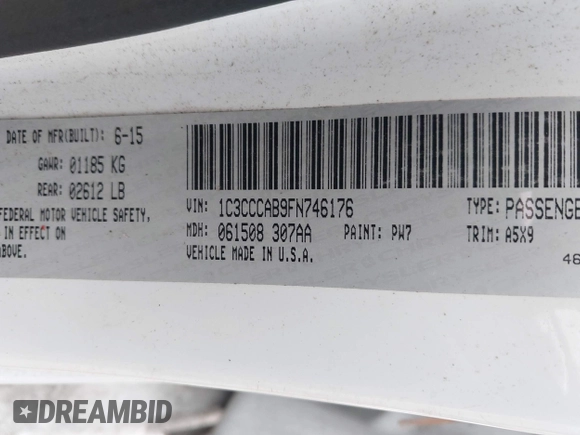 DATE OF MFR(BUILT): 6-15
GAWR: 01185 KG
REAR: 02612 LB
FEDERAL MOTOR VEHICLE SAFETY,
IN EFFECT ON
ABOVE.
VIN: 1C3CCCAB9FN746176
TYPE: PASSENGE
MDH: 061508 307AA
PAINT: PW7
TRIM: A5X9
VEHICLE MADE IN U.S.A.
46
DREAMBID